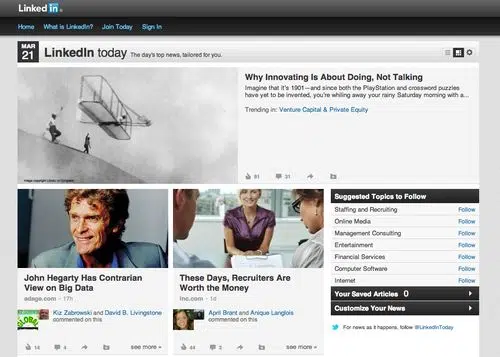 Linked in
Home What is LinkedIn? Join Today Sign In
MAR
21
LinkedIn today The day's top news, tailored for you.
Why Innovating Is About Doing, Not Talking
Imagine that it's 1901—and since both the PlayStation and crossword puzzles
have yet to be invented, you're whiling away your rainy Saturday morning with a...
Trending in: Venture Capital & Private Equity
Image copyright Library of Congress
81 31
John Hegarty Has Contrarian
View on Big Data
adage.com · 17h
Kiz Zabrowski and David B. Livingstone
commented on this
GLOBAL
14 4 see more
These Days, Recruiters Are
Worth the Money
inc.com · 1d
April Brant and Anique Langlois
commented on this
44 2 see more
Suggested Topics to Follow
Staffing and Recruiting Follow
Online Media Follow
Management Consulting Follow
Entertainment Follow
Financial Services Follow
Computer Software Follow
Internet Follow
Your Saved Articles 0
Customize Your News
For news as it happens, follow @LinkedInToday